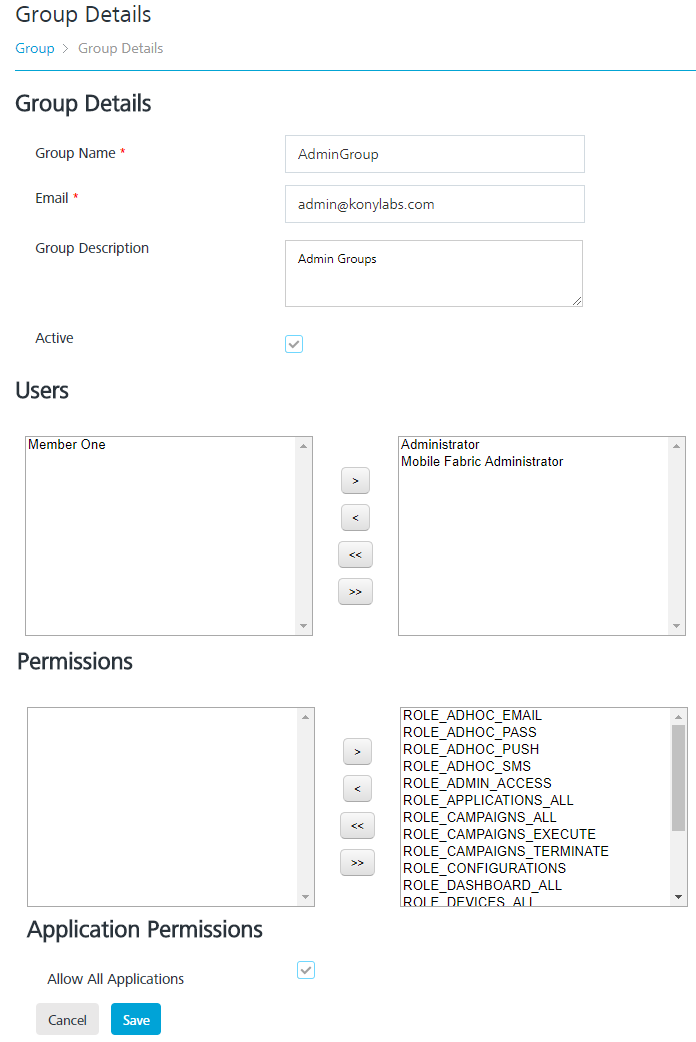 Group Details
Group > Group Details
Group Details
Group Name *
AdminGroup
Email *
admin@konylabs.com
Group Description
Admin Groups
Active
Users
Member One
>
<
<<
>>
Administrator
Mobile Fabric Administrator
Permissions
>
<
<<
>>
ROLE_ADHOC_EMAIL
ROLE_ADHOC_PASS
ROLE_ADHOC_PUSH
ROLE_ADHOC_SMS
ROLE_ADMIN_ACCESS
ROLE_APPLICATIONS_ALL
ROLE_CAMPAIGNS_ALL
ROLE_CAMPAIGNS_EXECUTE
ROLE_CAMPAIGNS_TERMINATE
ROLE_CONFIGURATIONS
ROLE_DASHBOARD_ALL
ROLE_DEVICES_ALL
Application Permissions
Allow All Applications
Cancel
Save